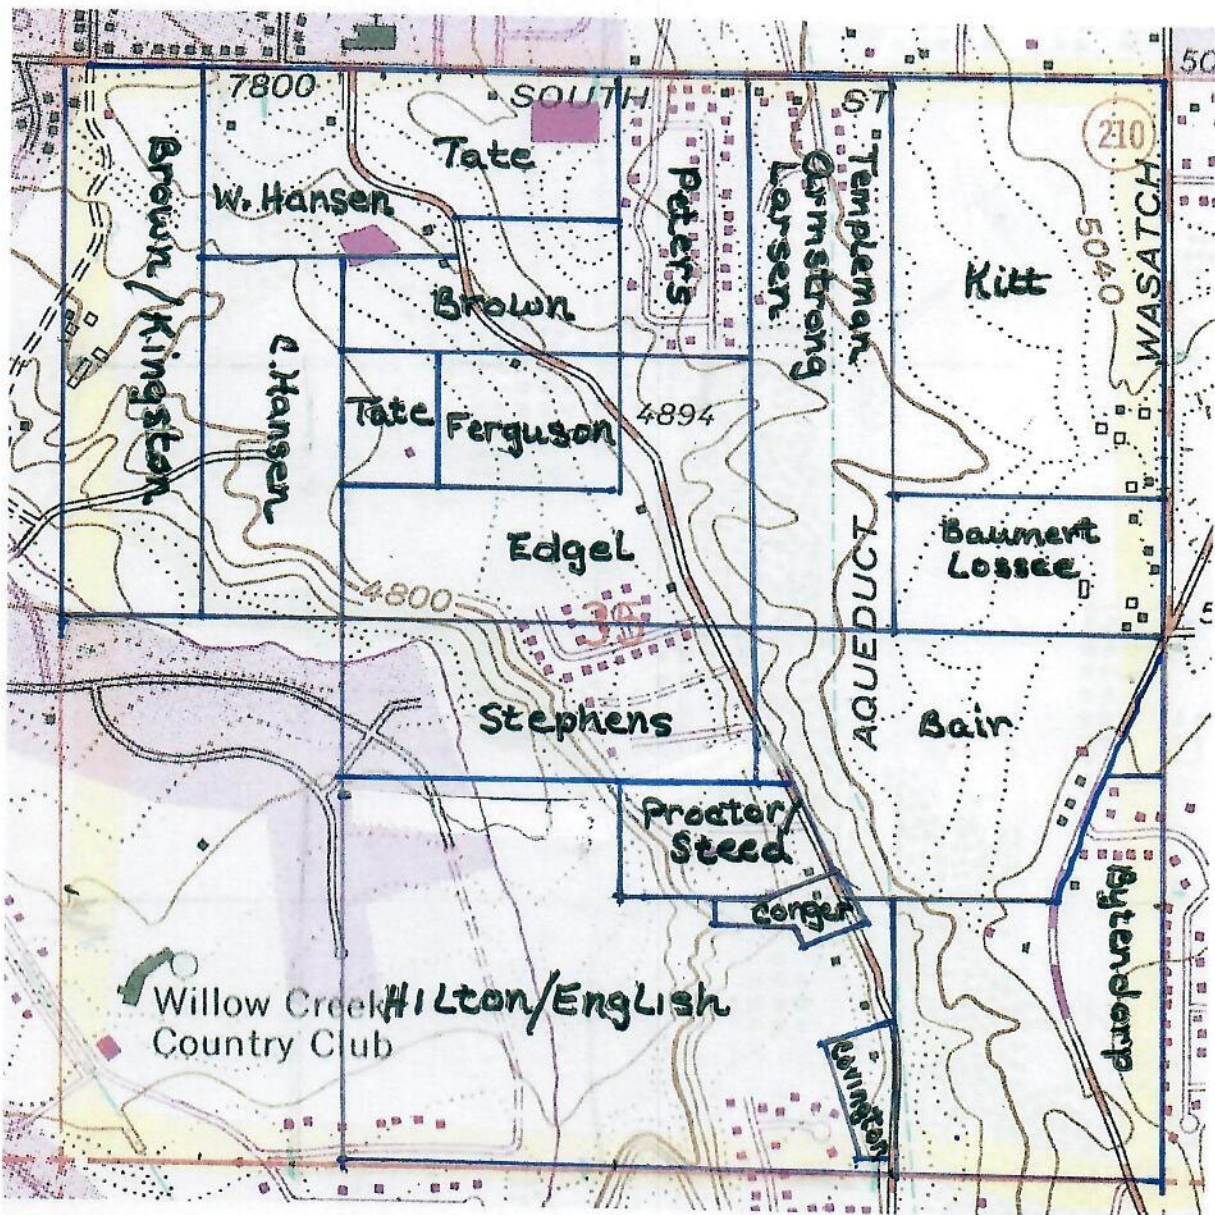 7800 SOUTH ST
50
210
Tate
W. Hansen
Brown / Kingston
Peters
Armstrong
Larsen
Templeman
Kitt
5040
WASATCH
Brown
C. Hansen
Tate
Ferguson
4894
Edgel
Baumert
Lossee
4800
35
AQUEDUCT
Stephens
Bair
Proctor/
Steed
Conger
Bytendorp
Willow Creek
Country Club
Hilton/English
Covington